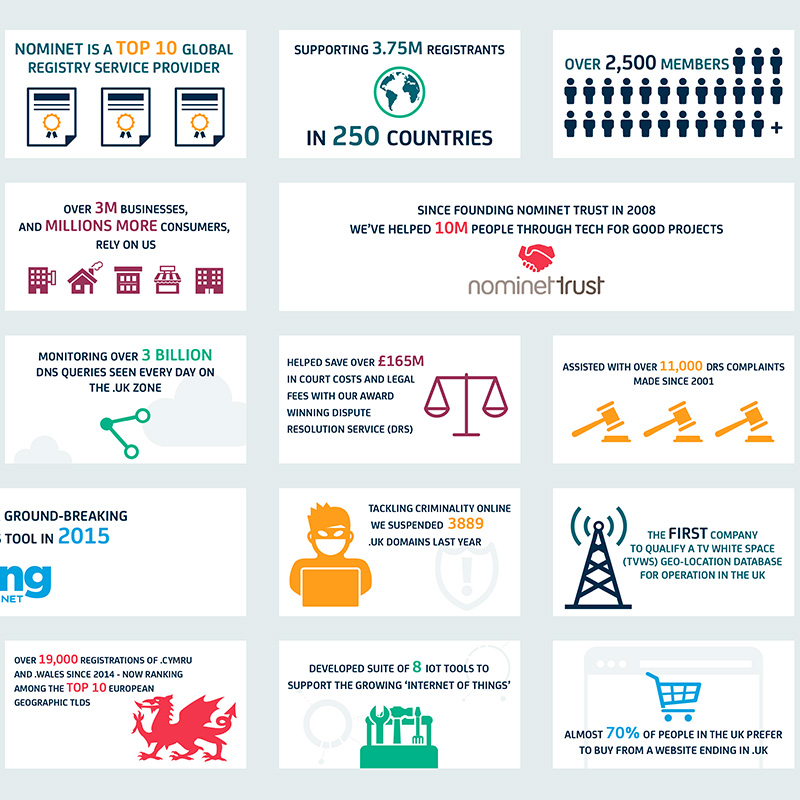 NOMINET IS A TOP 10 GLOBAL
REGISTRY SERVICE PROVIDER
SUPPORTING 3.75M REGISTRANTS
IN 250 COUNTRIES
OVER 2,500 MEMBERS
+
OVER 3M BUSINESSES,
AND MILLIONS MORE CONSUMERS,
RELY ON US
SINCE FOUNDING NOMINET TRUST IN 2008
WE'VE HELPED 10M PEOPLE THROUGH TECH FOR GOOD PROJECTS
nominet trust
MONITORING OVER 3 BILLION
DNS QUERIES SEEN EVERY DAY ON
THE .UK ZONE
HELPED SAVE OVER £165M
IN COURT COSTS AND LEGAL
FEES WITH OUR AWARD
WINNING DISPUTE
RESOLUTION SERVICE (DRS)
ASSISTED WITH OVER 11,000 DRS COMPLAINTS
MADE SINCE 2001
GROUND-BREAKING
TOOL IN 2015
ng
NET
TACKLING CRIMINALITY ONLINE
WE SUSPENDED 3889
.UK DOMAINS LAST YEAR
THE FIRST COMPANY
TO QUALIFY A TV WHITE SPACE
(TVWS) GEO-LOCATION DATABASE
FOR OPERATION IN THE UK
OVER 19,000 REGISTRATIONS OF .CYMRU
AND .WALES SINCE 2014 - NOW RANKING
AMONG THE TOP 10 EUROPEAN
GEOGRAPHIC TLDS
DEVELOPED SUITE OF 8 IOT TOOLS TO
SUPPORT THE GROWING 'INTERNET OF THINGS'
ALMOST 70% OF PEOPLE IN THE UK PREFER
TO BUY FROM A WEBSITE ENDING IN .UK